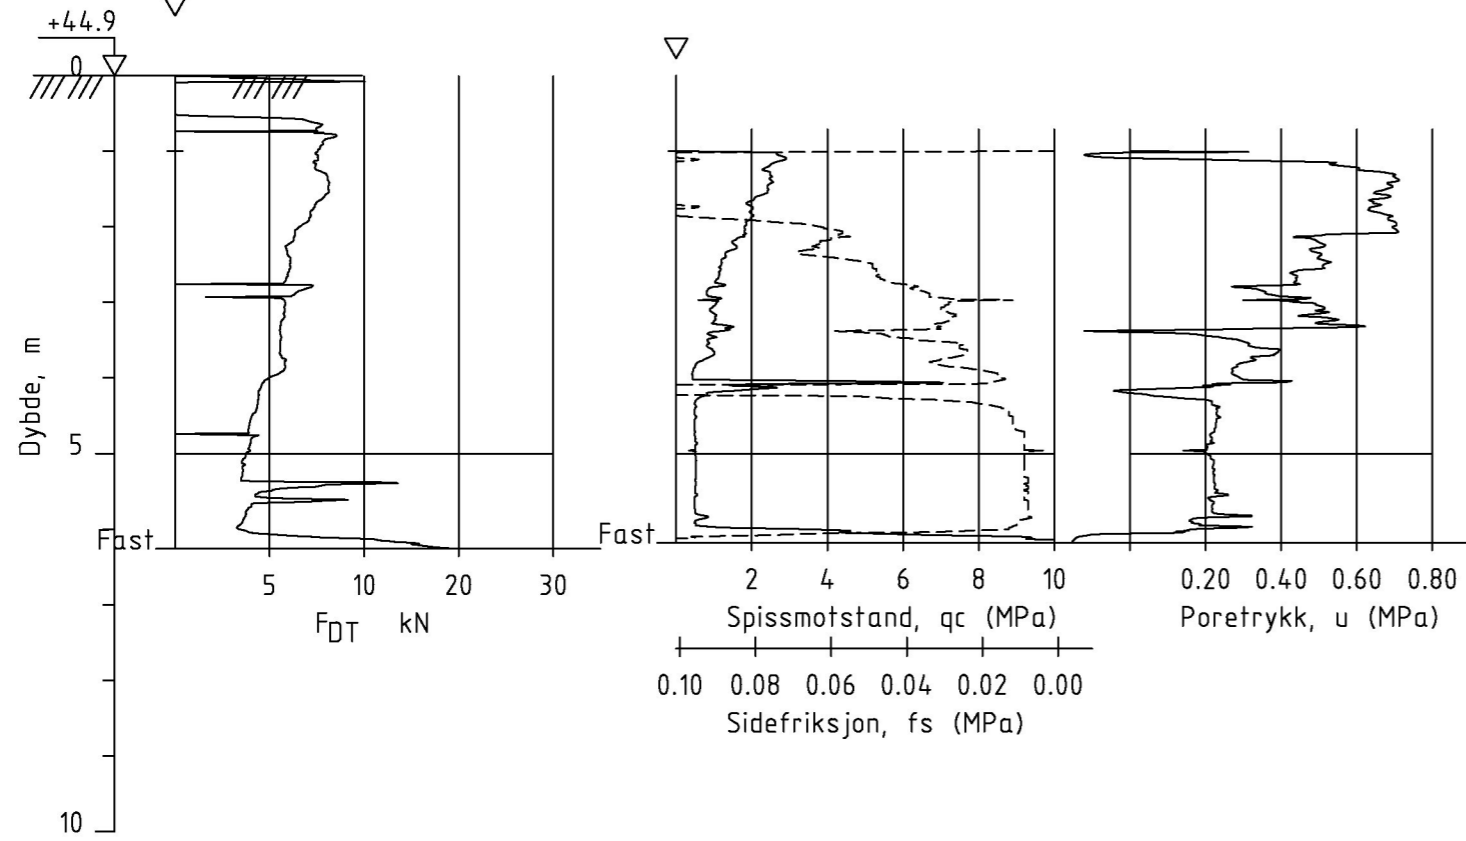 +44.9
0
Dybde, m
5
Fast
Fast
5 10 20 30
2 4 6 8 10
0.20 0.40 0.60 0.80
FDT kN
Spissmotstand, qc (MPa)
Poretrykk, u (MPa)
0.10 0.08 0.06 0.04 0.02 0.00
Sidefriksjon, fs (MPa)
10